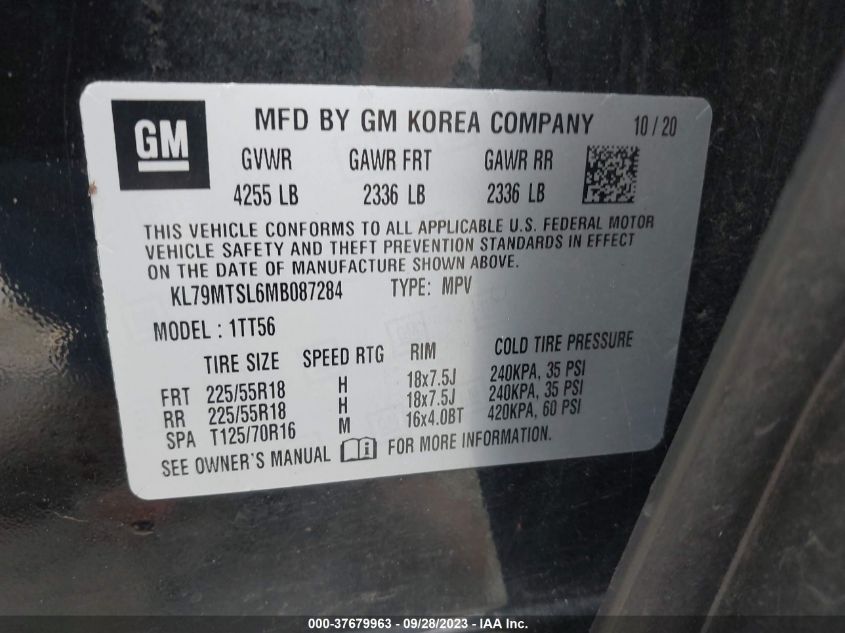 GM MFD BY GM KOREA COMPANY 10/20
GVWR GAWR FRT GAWR RR
4255 LB 2336 LB 2336 LB
THIS VEHICLE CONFORMS TO ALL APPLICABLE U.S. FEDERAL MOTOR
VEHICLE SAFETY AND THEFT PREVENTION STANDARDS IN EFFECT
ON THE DATE OF MANUFACTURE SHOWN ABOVE.
KL79MTSL6MB087284 TYPE: MPV
MODEL : 1TT56
TIRE SIZE SPEED RTG RIM COLD TIRE PRESSURE
FRT 225/55R18 H 18x7.5J 240KPA, 35 PSI
RR 225/55R18 H 18x7.5J 240KPA, 35 PSI
SPA T125/70R16 M 16x4.0BT 420KPA, 60 PSI
SEE OWNER'S MANUAL FOR MORE INFORMATION.
000-37679963 - 09/28/2023 - IAA Inc.